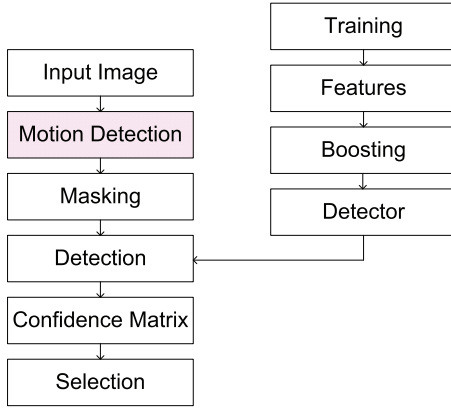 Input Image
Motion Detection
Masking
Detection
Confidence Matrix
Selection
Training
Features
Boosting
Detector